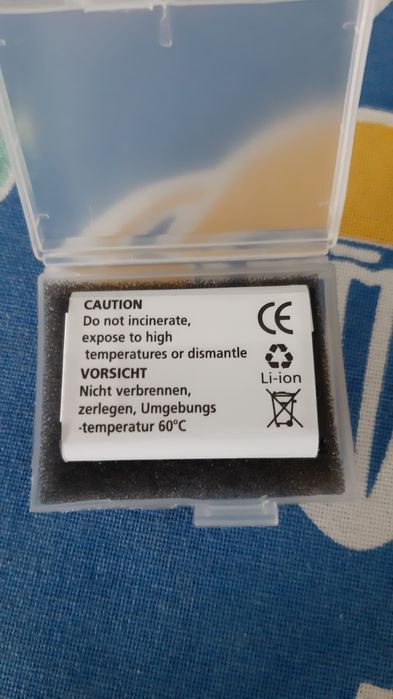 CAUTION
Do not incinerate,
expose to high
temperatures or dismantle
VORSICHT
Nicht verbrennen,
zerlegen, Umgebungs
-temperatur 60°C
CE
Li-ion